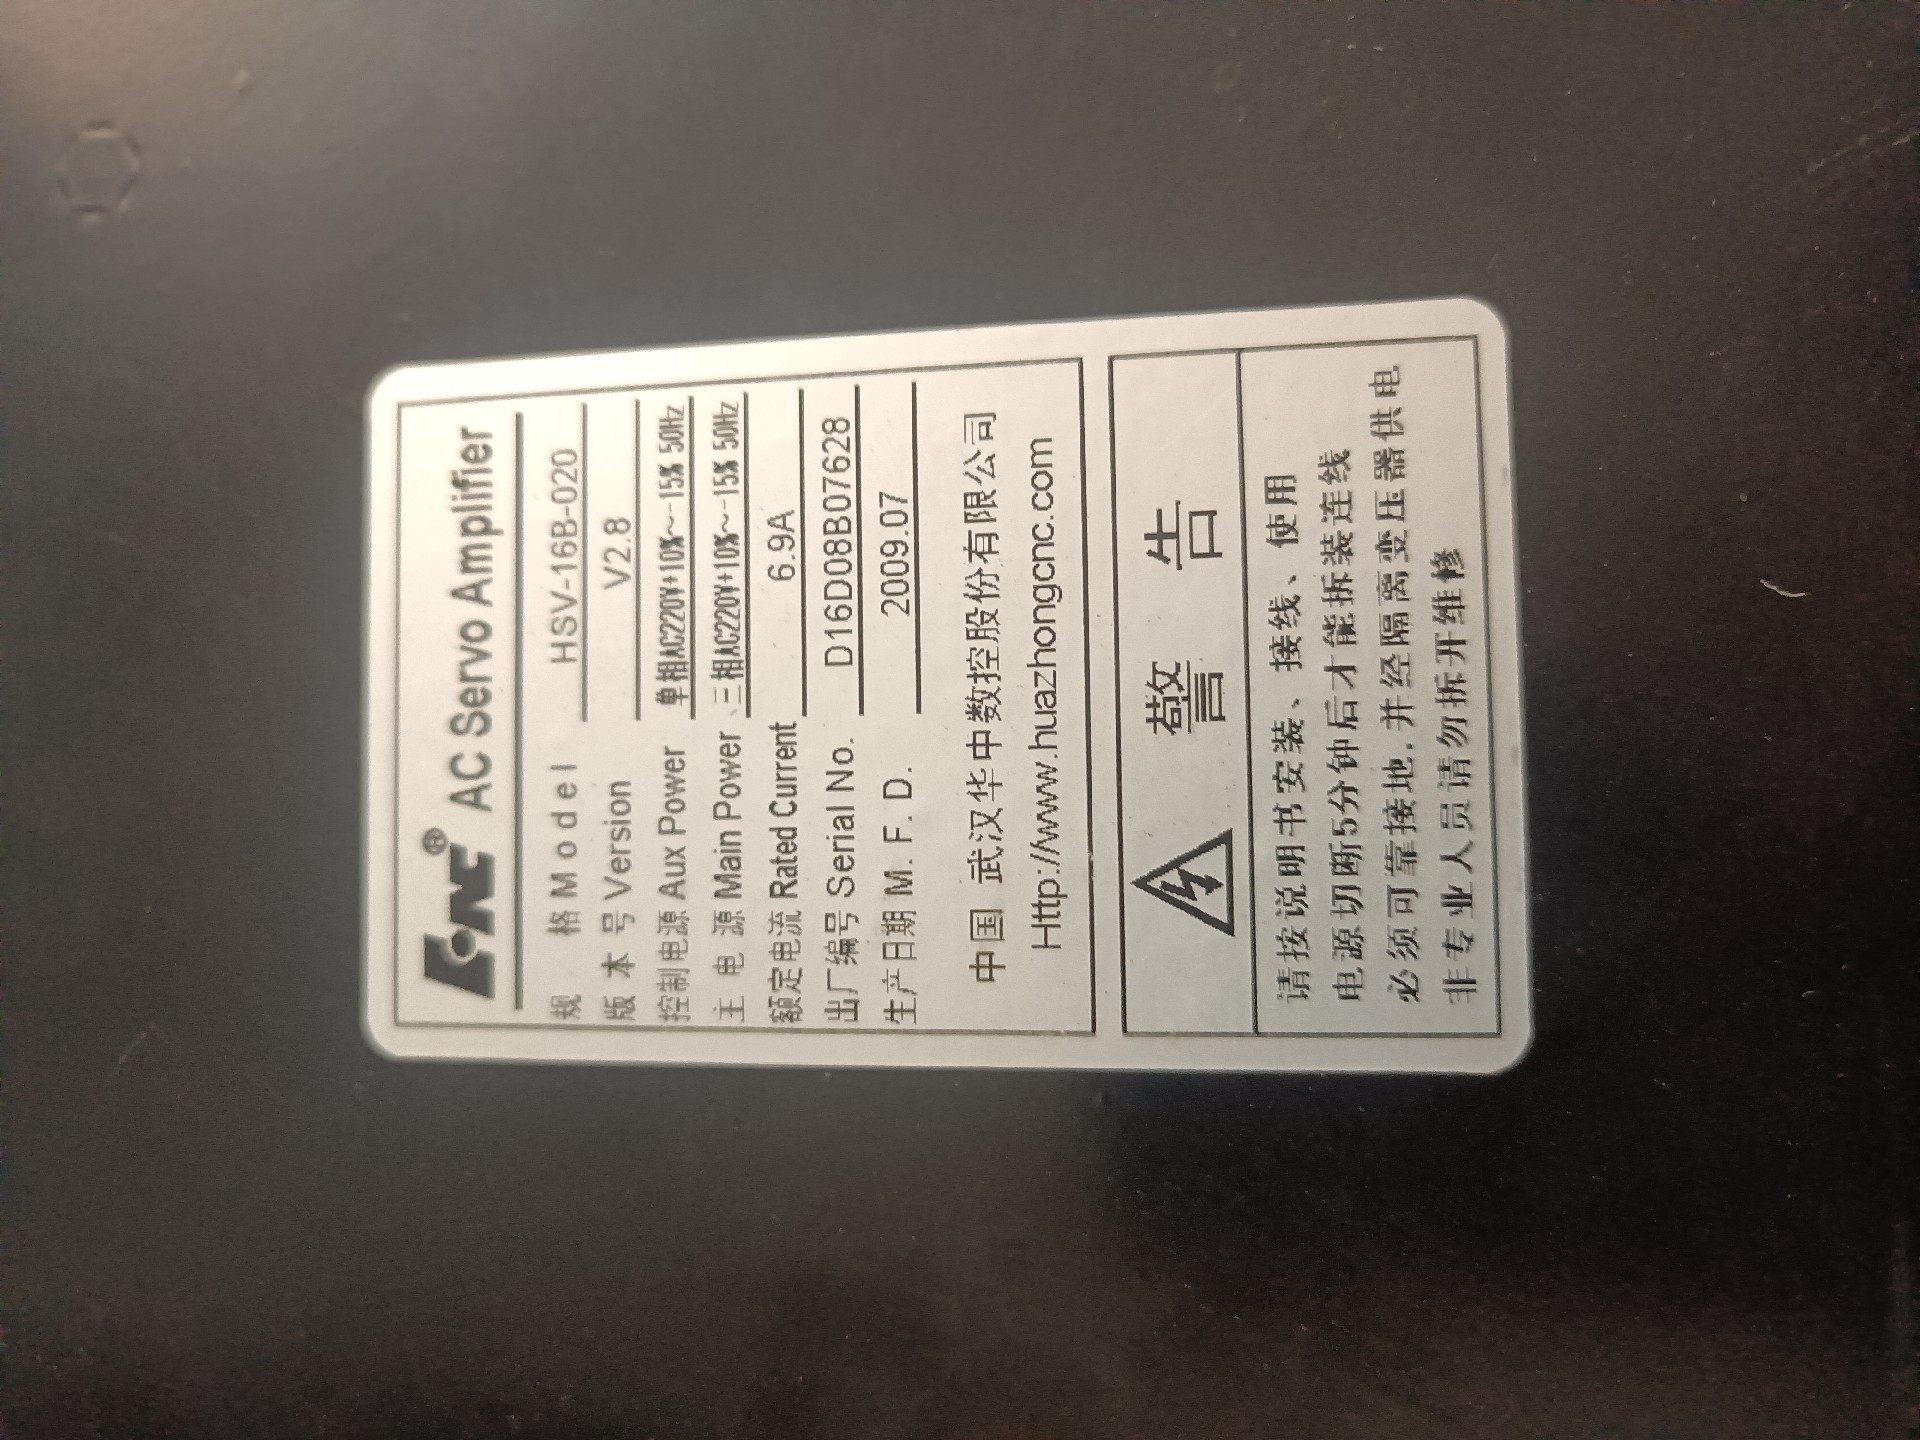 HNC® AC Servo Amplifier
规 格 Model HSV-16B-020
版 本 号 Version V2.8
控制电源 Aux Power 单相AC220V+10%~-15% 50Hz
主 电 源 Main Power 三相AC220V+10%~-15% 50Hz
额定电流 Rated Current 6.9A
出厂编号 Serial No. D16D08B07628
生产日期 M. F. D. 2009.07
中国 武汉华中数控股份有限公司
Http://www.huazhongcnc.com
警 告
请按说明书安装、接线、使用
电源切断5分钟后才能拆装连线
必须可靠接地,并经隔离变压器供电
非专业人员请勿拆开维修